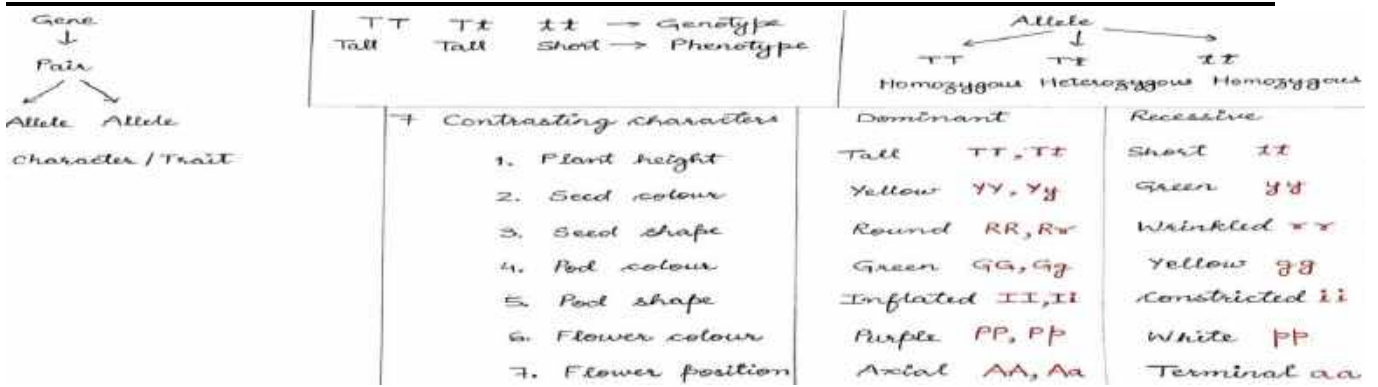 Gene
↓
Pair
Allele Allele
Character/Trait
TT Tt tt → Genotype
Tall Tall Short → Phenotype
Allele
TT Tt tt
Homozygous Heterozygous Homozygous
7 Contrasting characters Dominant Recessive
1. Plant height Tall TT, Tt Short tt
2. Seed colour Yellow YY, Yy Green yy
3. Seed shape Round RR, Rr Wrinkled rr
4. Pod colour Green GG, Gg Yellow gg
5. Pod shape Inflated II, Ii Constricted ii
6. Flower colour Purple PP, Pp White pp
7. Flower position Axial AA, Aa Terminal aa